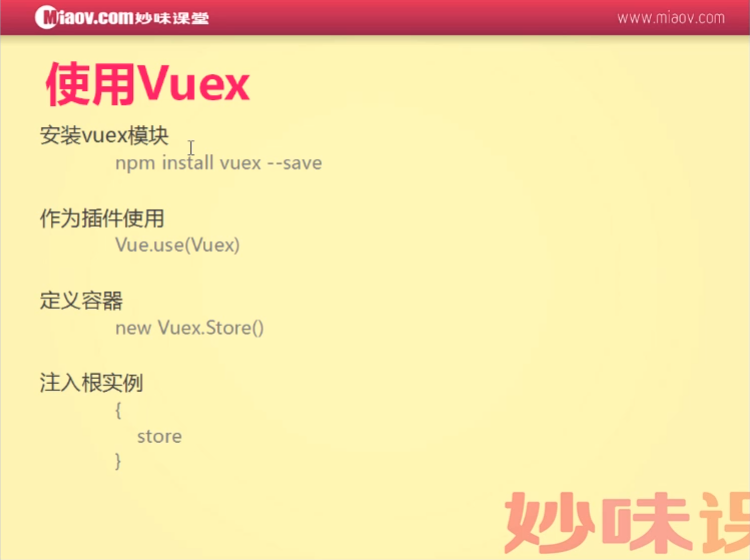 Miaov.com妙味课堂
www.miaov.com
使用Vuex
安装vuex模块
npm install vuex --save
作为插件使用
Vue.use(Vuex)
定义容器
new Vuex.Store()
注入根实例
{
store
}
妙味课